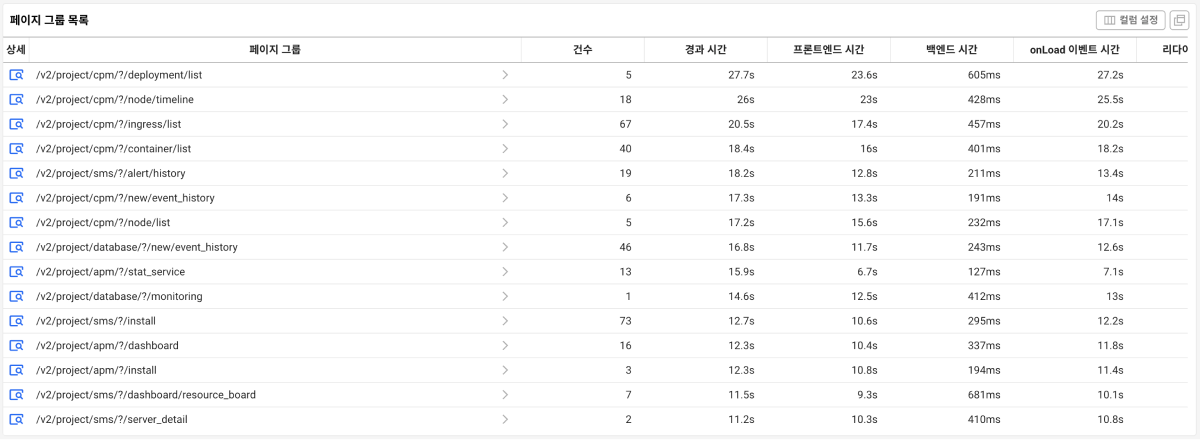 페이지 그룹 목록 컬럼 설정
상세 페이지 그룹 건수 경과 시간 프론트엔드 시간 백엔드 시간 onLoad 이벤트 시간 리다이
/v2/project/cpm/?/deployment/list 5 27.7s 23.6s 605ms 27.2s
/v2/project/cpm/?/node/timeline 18 26s 23s 428ms 25.5s
/v2/project/cpm/?/ingress/list 67 20.5s 17.4s 457ms 20.2s
/v2/project/cpm/?/container/list 40 18.4s 16s 401ms 18.2s
/v2/project/sms/?/alert/history 19 18.2s 12.8s 211ms 13.4s
/v2/project/cpm/?/new/event_history 6 17.3s 13.3s 191ms 14s
/v2/project/cpm/?/node/list 5 17.2s 15.6s 232ms 17.1s
/v2/project/database/?/new/event_history 46 16.8s 11.7s 243ms 12.6s
/v2/project/apm/?/stat_service 13 15.9s 6.7s 127ms 7.1s
/v2/project/database/?/monitoring 1 14.6s 12.5s 412ms 13s
/v2/project/sms/?/install 73 12.7s 10.6s 295ms 12.2s
/v2/project/apm/?/dashboard 16 12.3s 10.4s 337ms 11.8s
/v2/project/apm/?/install 3 12.3s 10.8s 194ms 11.4s
/v2/project/sms/?/dashboard/resource_board 7 11.5s 9.3s 681ms 10.1s
/v2/project/sms/?/server_detail 2 11.2s 10.3s 410ms 10.8s